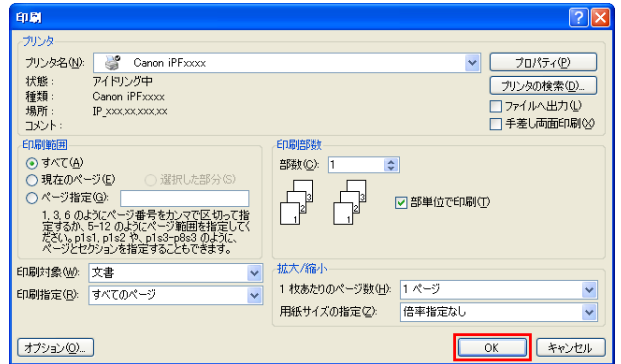 印刷
プリンタ
プリンタ名(N): Canon iPFxxxx プロパティ(P)
状態: アイドリング中 プリンタの検索(D)...
種類: Canon iPFxxxx
場所: IP_xxx,xx,xxx,xx ファイルへ出力(L)
コメント: 手差し両面印刷(X)
印刷範囲
すべて(A)
現在のページ(E) 選択した部分(S)
ページ指定(G):
1, 3, 6 のようにページ番号をカンマで区切って指
定するか、5-12 のようにページ範囲を指定してく
ださい。p1s1, p1s2 や、p1s3-p8s3 のように、
ページとセクションを指定することもできます。
印刷部数
部数(C): 1
1 2 3 1 2 3 部単位で印刷(T)
印刷対象(W): 文書
印刷指定(R): すべてのページ
拡大/縮小
1 枚あたりのページ数(H): 1 ページ
用紙サイズの指定(Z): 倍率指定なし
オプション(O)... OK キャンセル